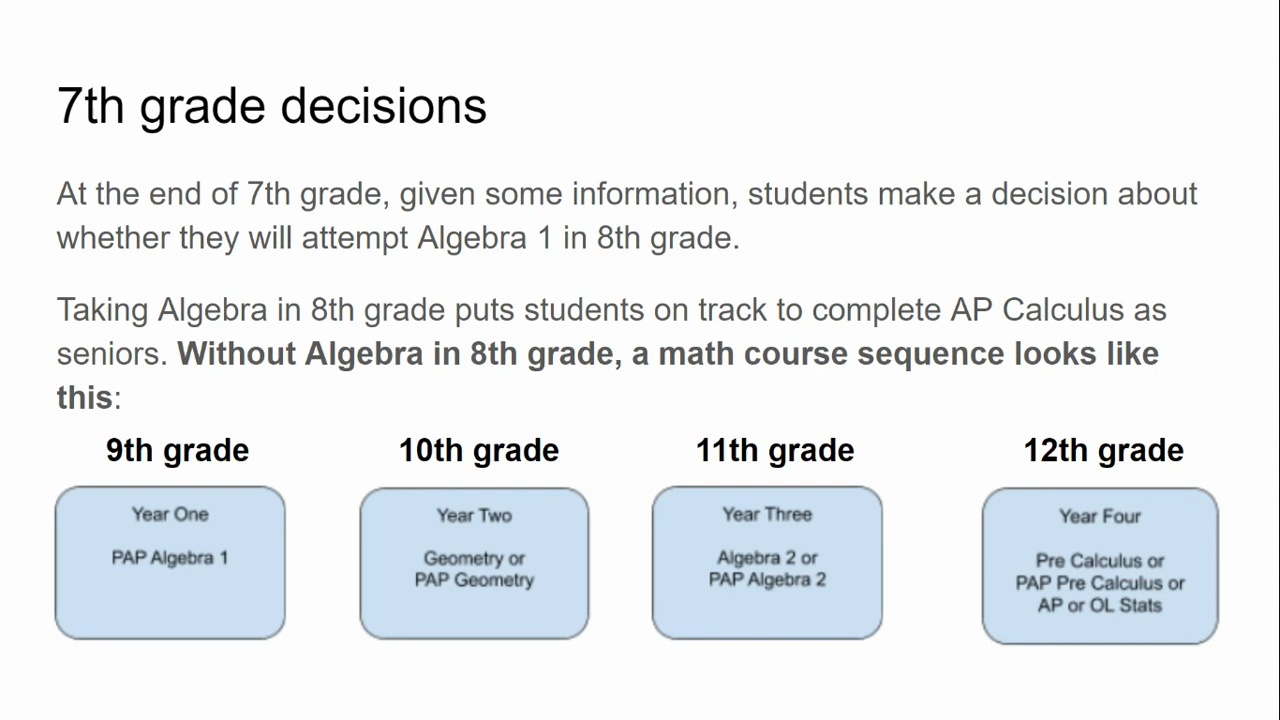 7th grade decisions
At the end of 7th grade, given some information, students make a decision about
whether they will attempt Algebra 1 in 8th grade.
Taking Algebra in 8th grade puts students on track to complete AP Calculus as
seniors. Without Algebra in 8th grade, a math course sequence looks like
this:
9th grade
10th grade
11th grade
12th grade
Year One
PAP Algebra 1
Year Two
Geometry or
PAP Geometry
Year Three
Algebra 2 or
PAP Algebra 2
Year Four
Pre Calculus or
PAP Pre Calculus or
AP or OL Stats